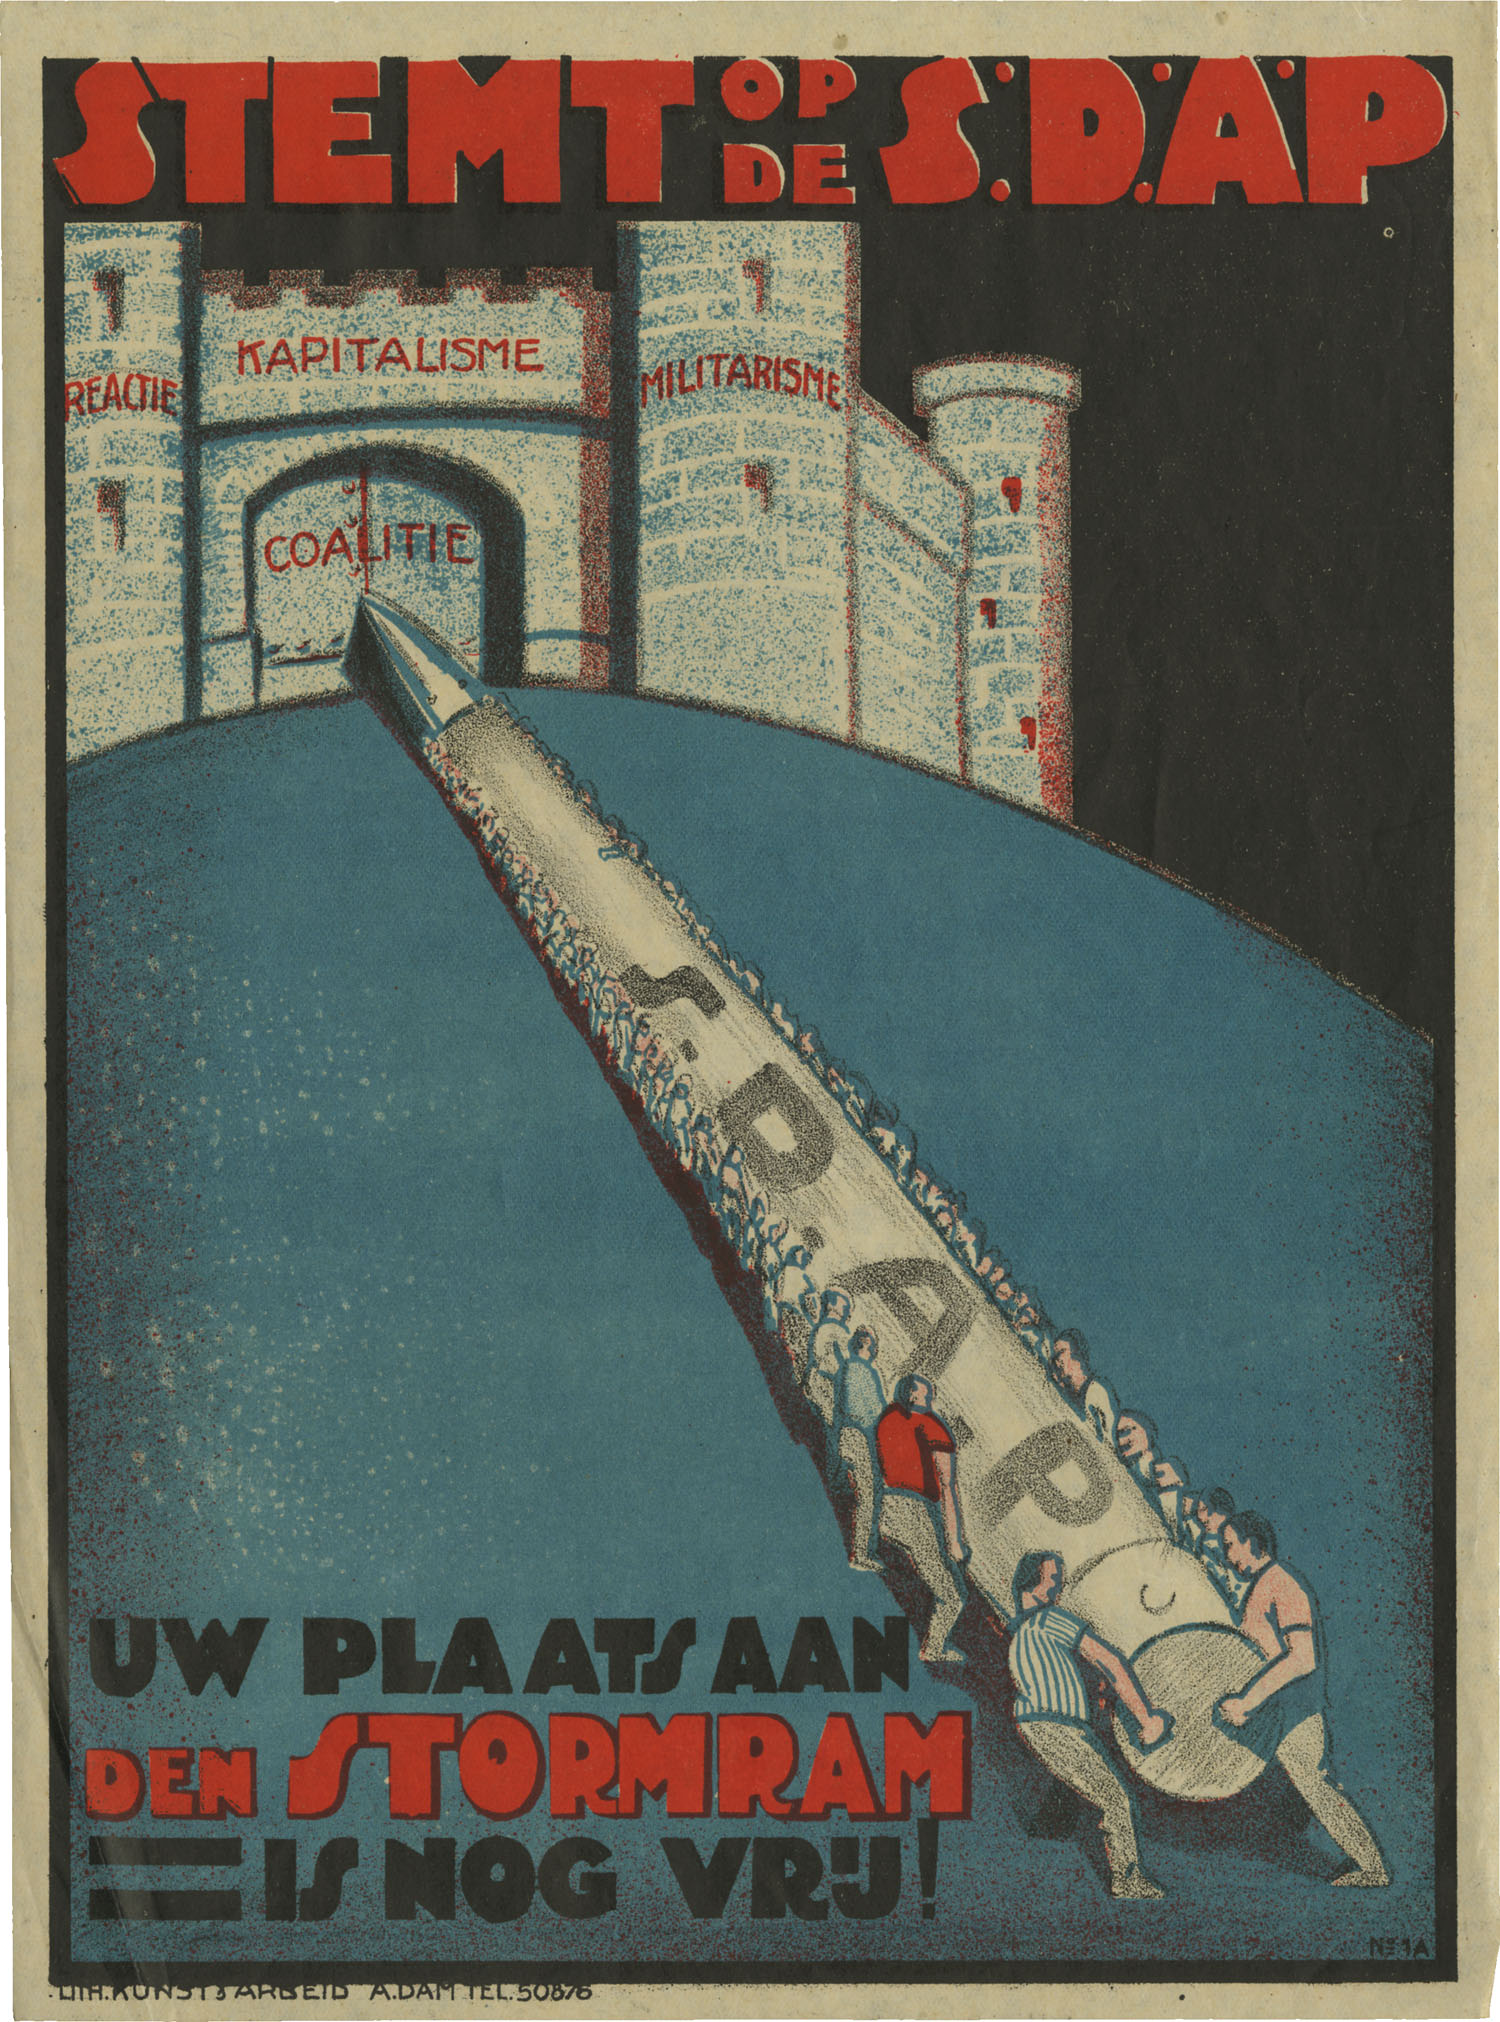 STEMT OP DE S.D.A.P
REACTIE
KAPITALISME
MILITARISME
COALITIE
S.D.A.P
UW PLAATS AAN
DEN STORMRAM
IS NOG VRIJ!
No 1A
LITH. KUNST & ARBEID A.DAM TEL. 50876